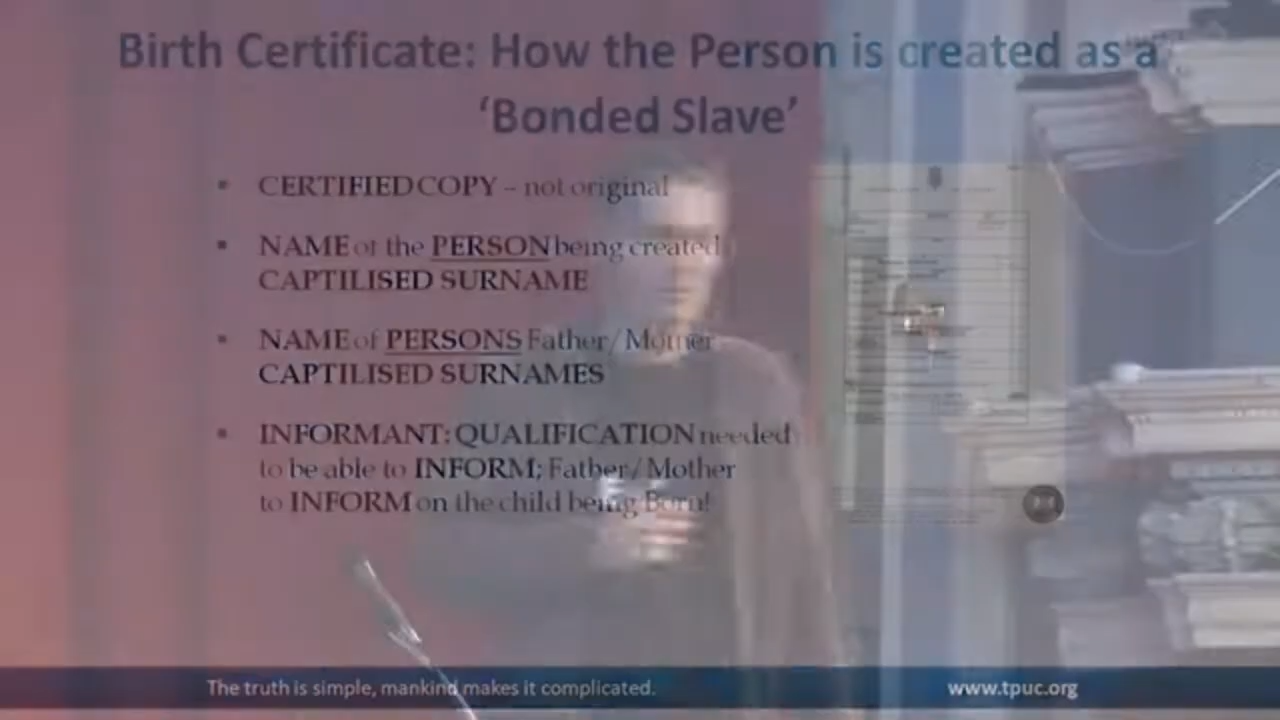 Birth Certificate: How the Person is created as a
‘Bonded Slave’
▪ CERTIFIED COPY – not original
▪ NAME of the PERSON being created
CAPTILISED SURNAME
▪ NAME of PERSONS Father/Mother
CAPTILISED SURNAMES
▪ INFORMANT: QUALIFICATION needed
to be able to INFORM; Father/Mother
to INFORM on the child being Born!
The truth is simple, mankind makes it complicated.
www.tpuc.org